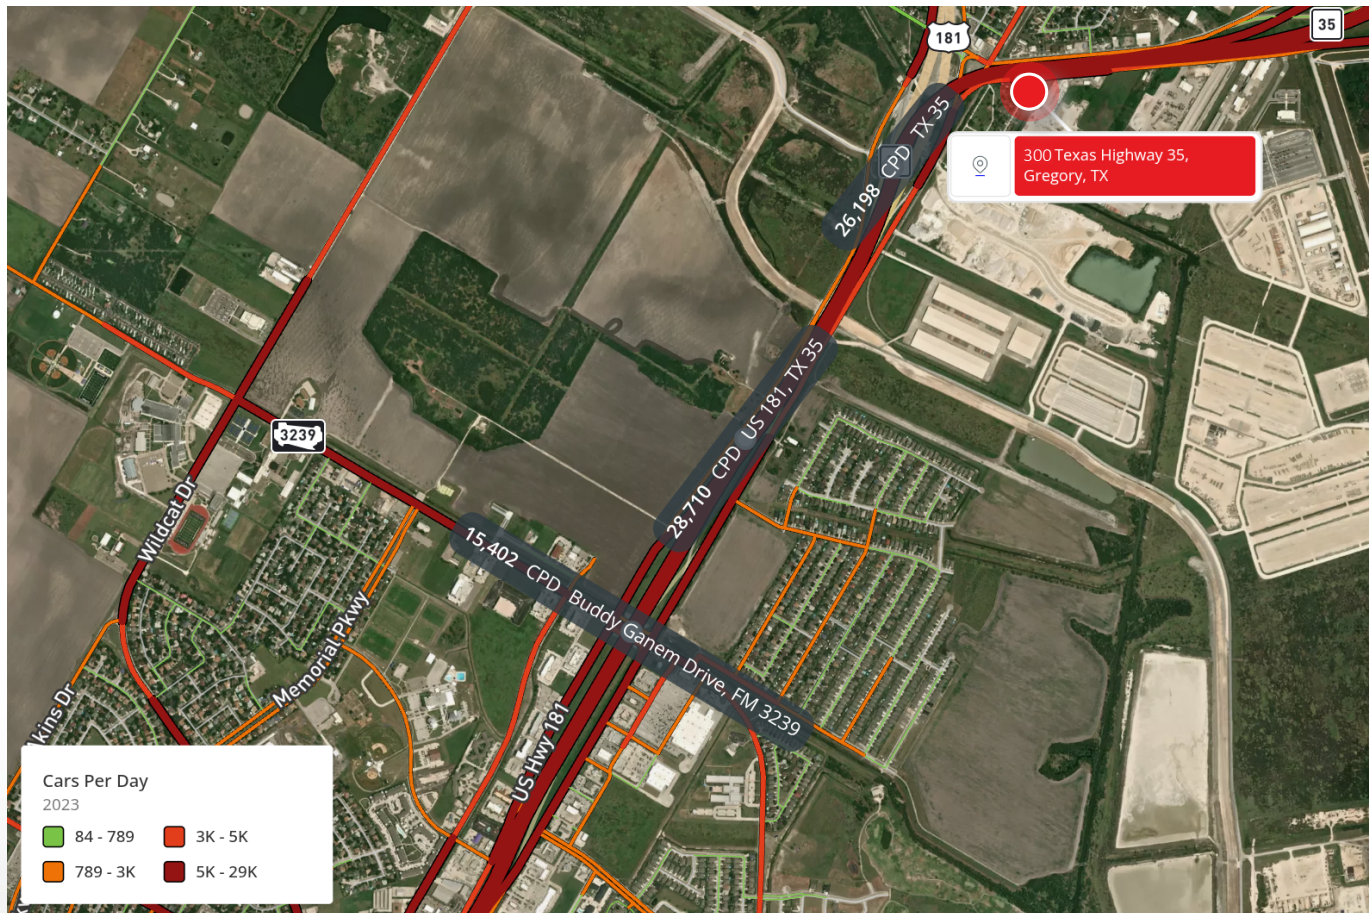 35
181
26,198 CPD TX 35
300 Texas Highway 35,
Gregory, TX
28,710 CPD US 181, TX 35
3239
Wildcat Dr
15,402 CPD Buddy Ganem Drive, FM 3239
Memorial Pkwy
Akins Dr
US Hwy 181
Cars Per Day
2023
84 - 789
3K - 5K
789 - 3K
5K - 29K